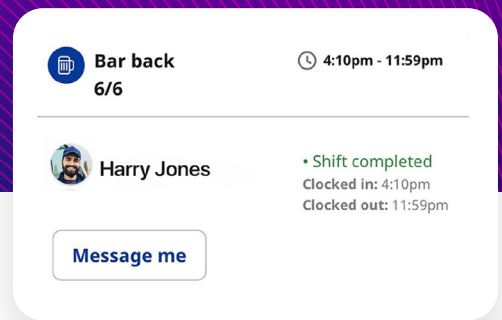 Bar back
6/6
4:10pm - 11:59pm
Harry Jones
• Shift completed
Clocked in: 4:10pm
Clocked out: 11:59pm
Message me